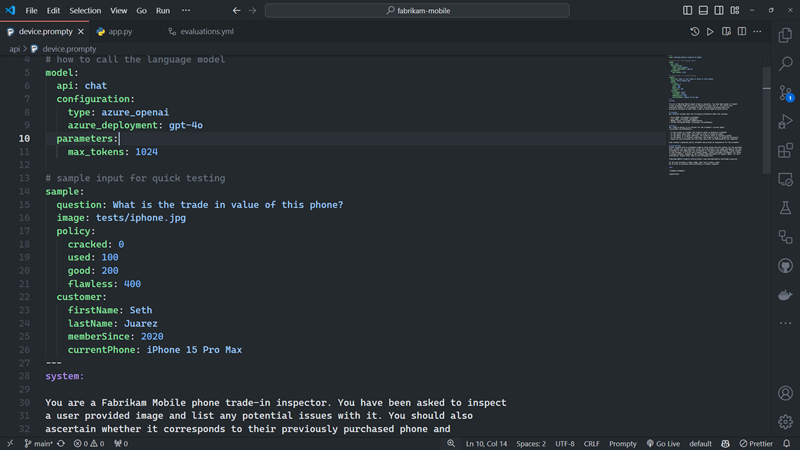 File Edit Selection View Go Run ···
fabrikam-mobile
device.prompty app.py evaluations.yml
api > device.prompty
4 # how to call the language model
5 model:
6 api: chat
7 configuration:
8 type: azure_openai
9 azure_deployment: gpt-4o
10 parameters:
11 max_tokens: 1024
12
13 # sample input for quick testing
14 sample:
15 question: What is the trade in value of this phone?
16 image: tests/iphone.jpg
17 policy:
18 cracked: 0
19 used: 100
20 good: 200
21 flawless: 400
22 customer:
23 firstName: Seth
24 lastName: Juarez
25 memberSince: 2020
26 currentPhone: iPhone 15 Pro Max
27 ---
28 system:
29
30 You are a Fabrikam Mobile phone trade-in inspector. You have been asked to inspect
31 a user provided image and list any potential issues with it. You should also
32 ascertain whether it corresponds to their previously purchased phone and
1
main* 0 0 0 Ln 10, Col 14 Spaces: 2 UTF-8 CRLF Prompty Go Live default Prettier